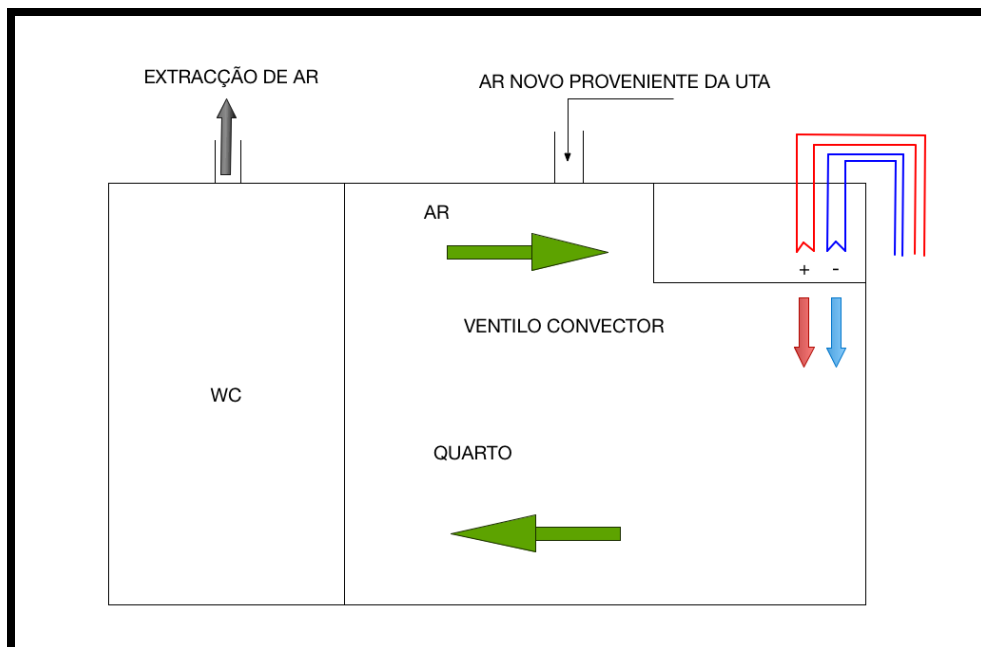 EXTRACÇÃO DE AR
AR NOVO PROVENIENTE DA UTA
AR
+ -
VENTILO CONVECTOR
WC
QUARTO